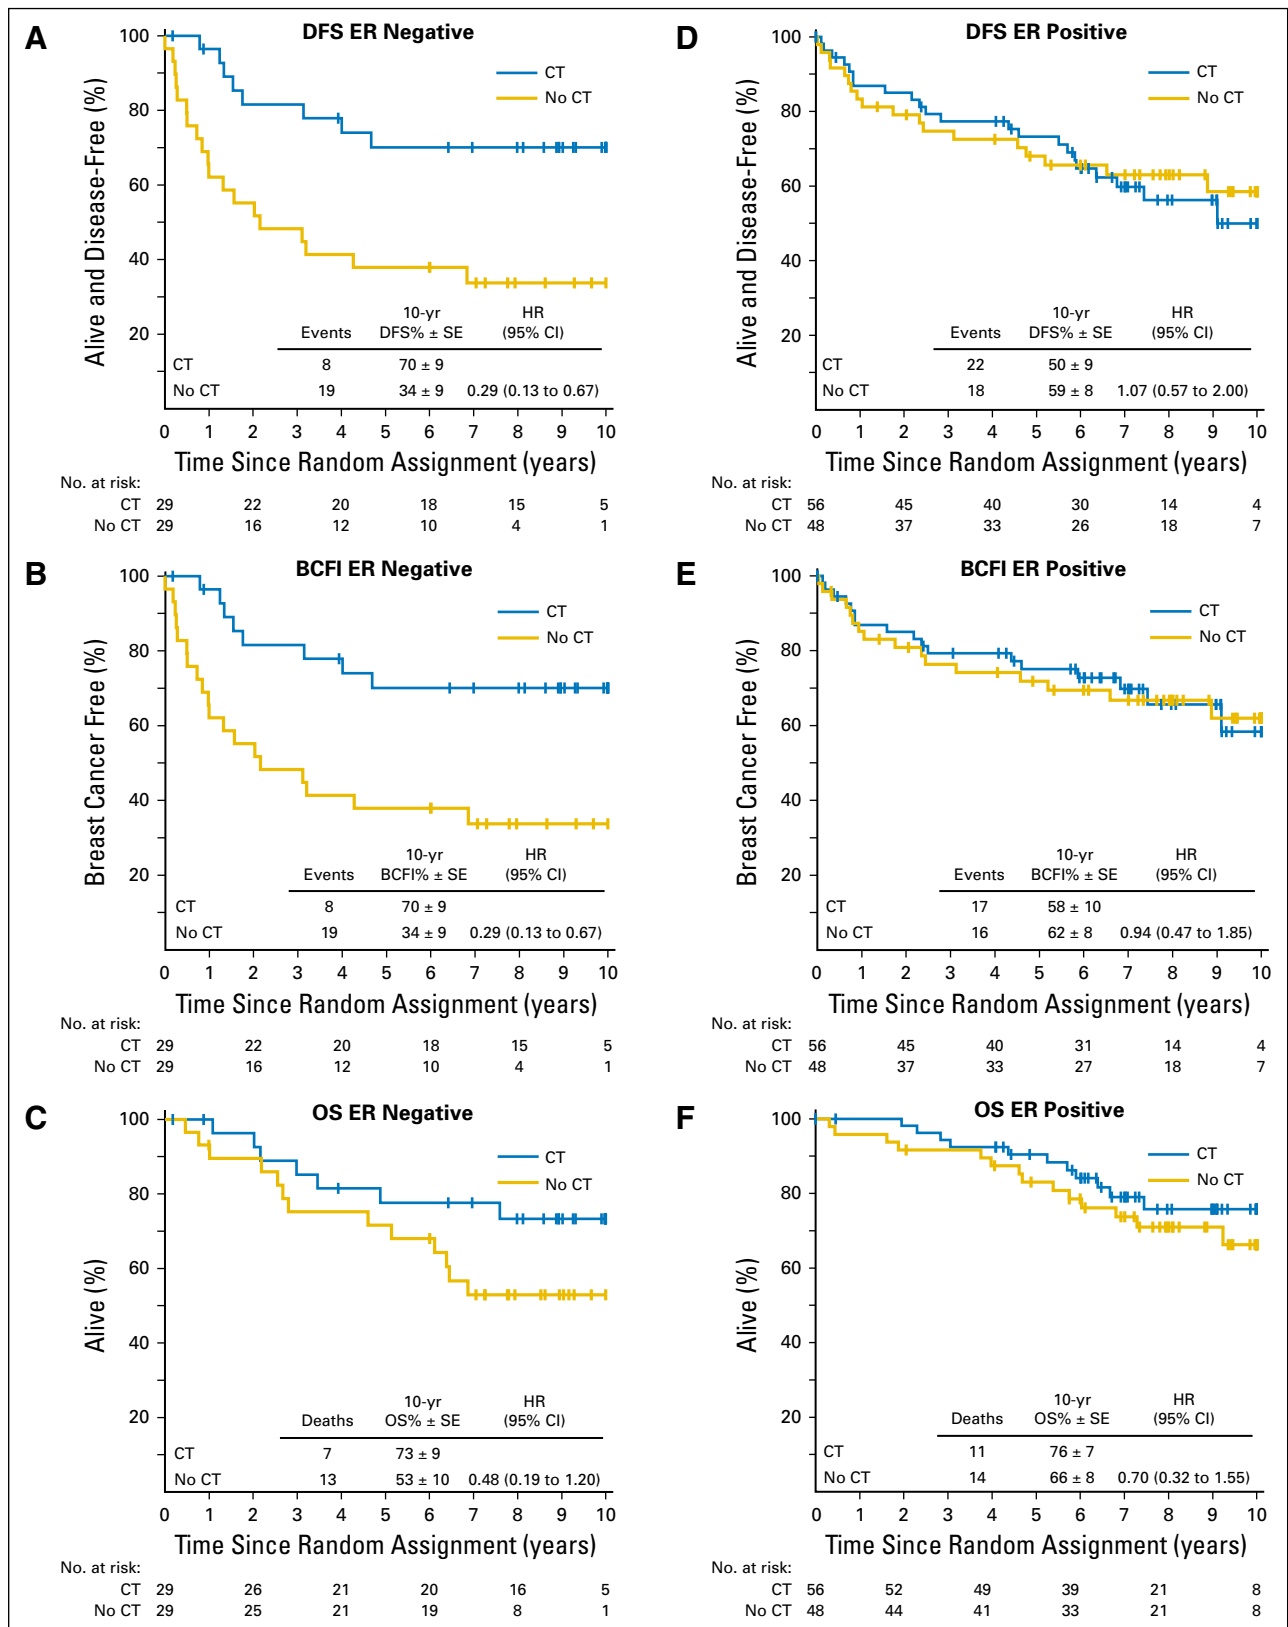 A
DFS ER Negative
CT
No CT
Alive and Disease-Free (%)
100
80
60
40
20
10-yr HR
Events DFS% ± SE (95% CI)
CT 8 70 ± 9
No CT 19 34 ± 9 0.29 (0.13 to 0.67)
0 1 2 3 4 5 6 7 8 9 10
Time Since Random Assignment (years)
No. at risk:
CT 29 22 20 18 15 5
No CT 29 16 12 10 4 1
D
DFS ER Positive
CT
No CT
Alive and Disease-Free (%)
100
80
60
40
20
10-yr HR
Events DFS% ± SE (95% CI)
CT 22 50 ± 9
No CT 18 59 ± 8 1.07 (0.57 to 2.00)
0 1 2 3 4 5 6 7 8 9 10
Time Since Random Assignment (years)
No. at risk:
CT 56 45 40 30 14 4
No CT 48 37 33 26 18 7
B
BCFI ER Negative
CT
No CT
Breast Cancer Free (%)
100
80
60
40
20
10-yr HR
Events BCFI% ± SE (95% CI)
CT 8 70 ± 9
No CT 19 34 ± 9 0.29 (0.13 to 0.67)
0 1 2 3 4 5 6 7 8 9 10
Time Since Random Assignment (years)
No. at risk:
CT 29 22 20 18 15 5
No CT 29 16 12 10 4 1
E
BCFI ER Positive
CT
No CT
Breast Cancer Free (%)
100
80
60
40
20
10-yr HR
Events BCFI% ± SE (95% CI)
CT 17 58 ± 10
No CT 16 62 ± 8 0.94 (0.47 to 1.85)
0 1 2 3 4 5 6 7 8 9 10
Time Since Random Assignment (years)
No. at risk:
CT 56 45 40 31 14 4
No CT 48 37 33 27 18 7
C
OS ER Negative
CT
No CT
Alive (%)
100
80
60
40
20
10-yr HR
Deaths OS% ± SE (95% CI)
CT 7 73 ± 9
No CT 13 53 ± 10 0.48 (0.19 to 1.20)
0 1 2 3 4 5 6 7 8 9 10
Time Since Random Assignment (years)
No. at risk:
CT 29 26 21 20 16 5
No CT 29 25 21 19 8 1
F
OS ER Positive
CT
No CT
Alive (%)
100
80
60
40
20
10-yr HR
Deaths OS% ± SE (95% CI)
CT 11 76 ± 7
No CT 14 66 ± 8 0.70 (0.32 to 1.55)
0 1 2 3 4 5 6 7 8 9 10
Time Since Random Assignment (years)
No. at risk:
CT 56 52 49 39 21 8
No CT 48 44 41 33 21 8